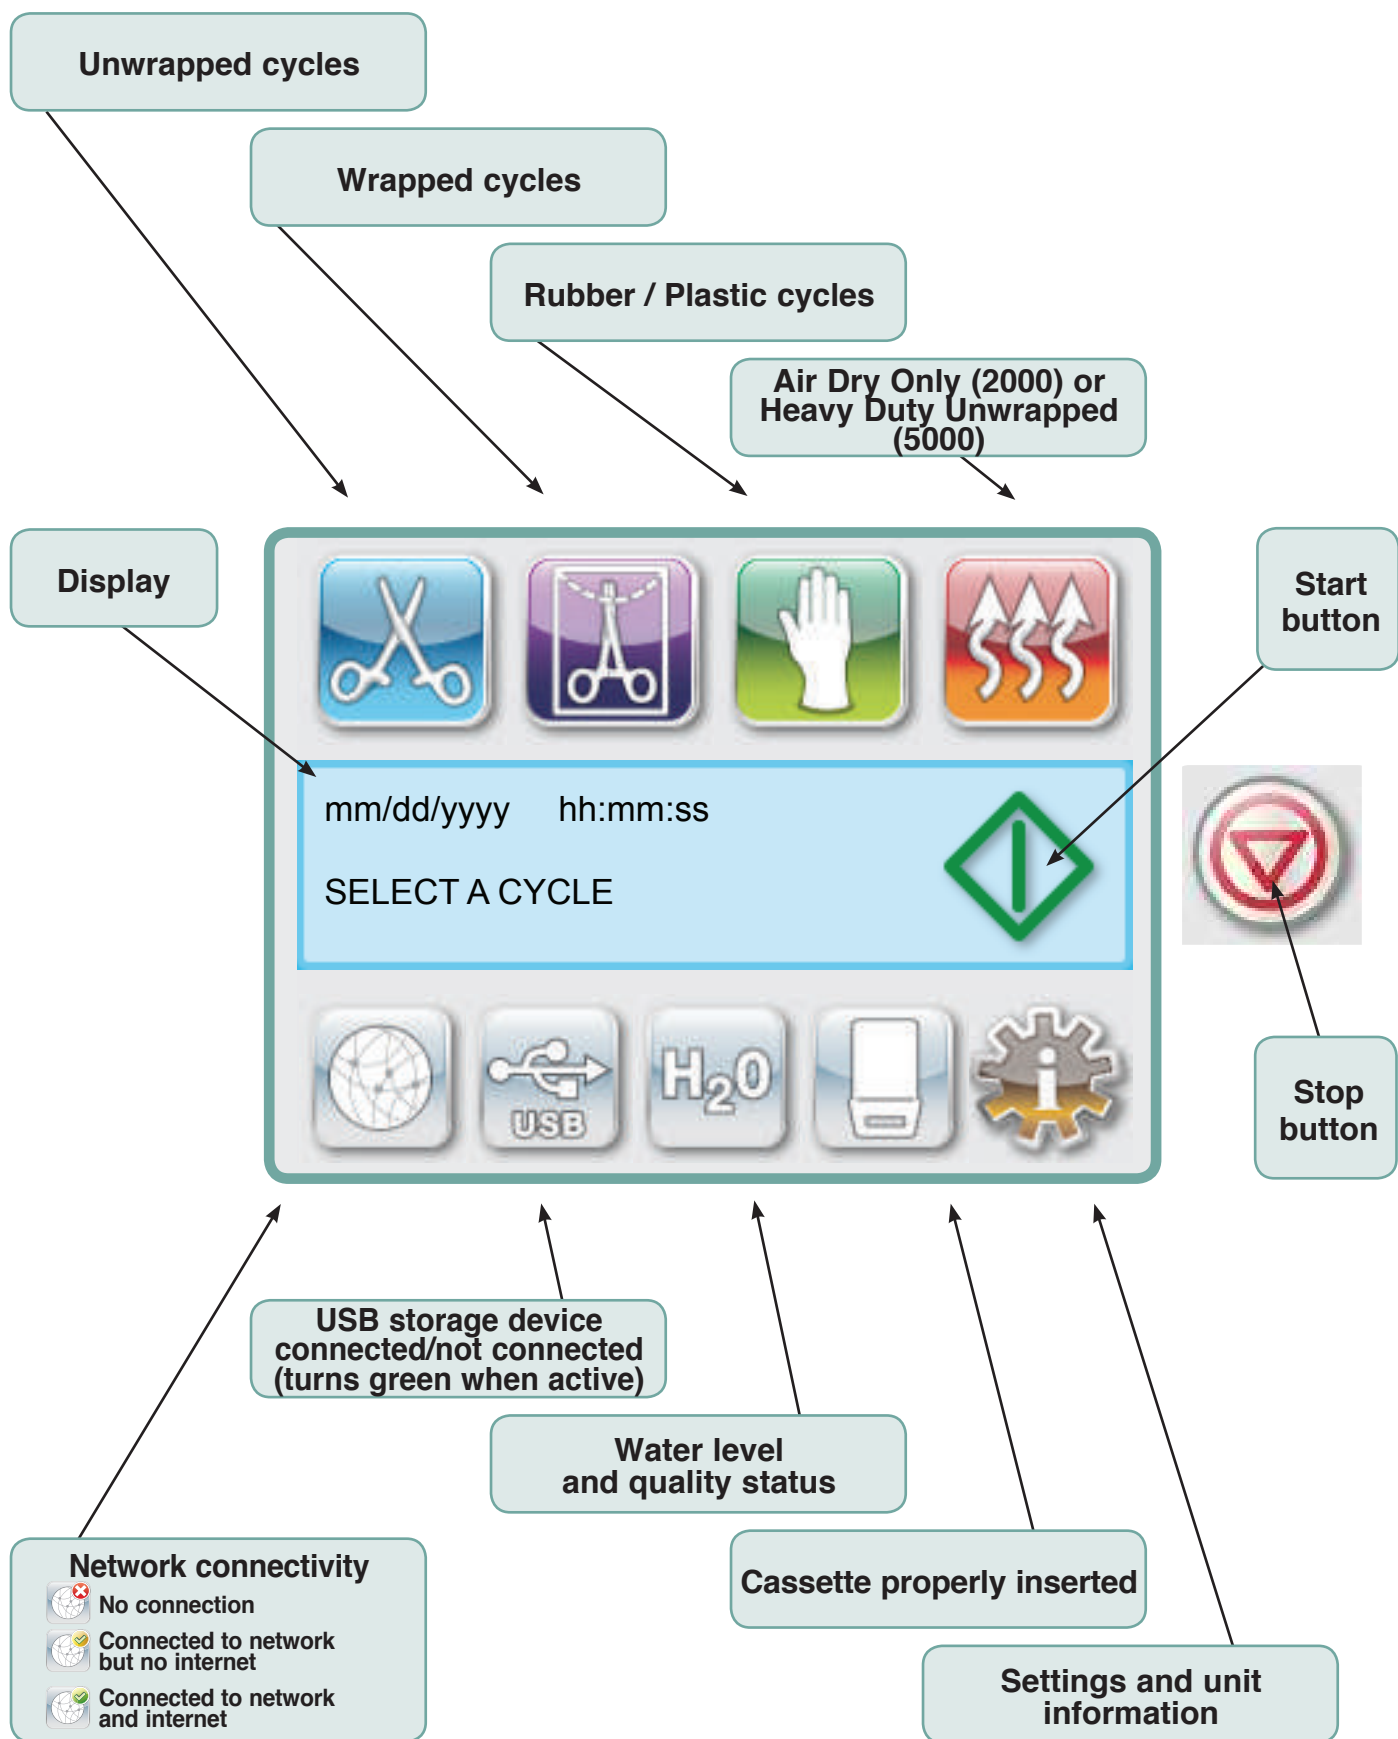 Unwrapped cycles
Wrapped cycles
Rubber / Plastic cycles
Air Dry Only (2000) or
Heavy Duty Unwrapped
(5000)
Display
Start
button
mm/dd/yyyy hh:mm:ss
SELECT A CYCLE
USB
H₂0
i
Stop
button
USB storage device
connected/not connected
(turns green when active)
Water level
and quality status
Network connectivity
No connection
Connected to network
but no internet
Connected to network
and internet
Cassette properly inserted
Settings and unit
information